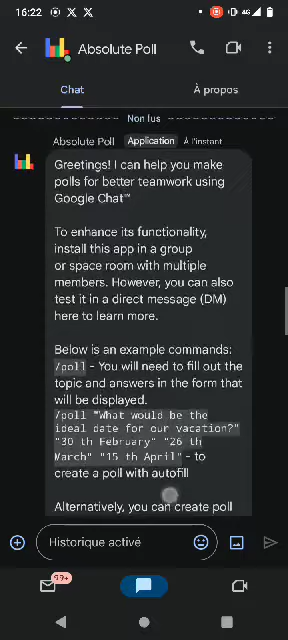 16:22
4G
Absolute Poll
Chat
À propos
Non lus
Absolute Poll Application À l'instant
Greetings! I can help you make
polls for better teamwork using
Google Chat™
To enhance its functionality,
install this app in a group
or space room with multiple
members. However, you can also
test it in a direct message (DM)
here to learn more.
Below is an example commands:
/poll - You will need to fill out the
topic and answers in the form that
will be displayed.
/poll "What would be the
ideal date for our vacation?"
"30 th February" "26 th
March" "15 th April" - to
create a poll with autofill
Alternatively, you can create poll
Historique activé
99+